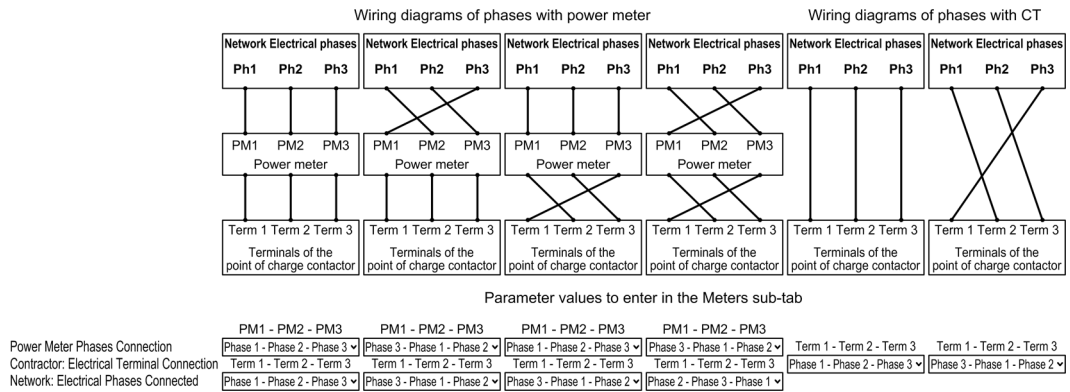 Wiring diagrams of phases with power meter Wiring diagrams of phases with CT
Network Electrical phases Network Electrical phases Network Electrical phases Network Electrical phases Network Electrical phases Network Electrical phases
Ph1 Ph2 Ph3 Ph1 Ph2 Ph3 Ph1 Ph2 Ph3 Ph1 Ph2 Ph3 Ph1 Ph2 Ph3 Ph1 Ph2 Ph3
PM1 PM2 PM3 PM1 PM2 PM3 PM1 PM2 PM3 PM1 PM2 PM3
Power meter Power meter Power meter Power meter
Term 1 Term 2 Term 3 Term 1 Term 2 Term 3 Term 1 Term 2 Term 3 Term 1 Term 2 Term 3 Term 1 Term 2 Term 3 Term 1 Term 2 Term 3
Terminals of the Terminals of the Terminals of the Terminals of the Terminals of the Terminals of the
point of charge contactor point of charge contactor point of charge contactor point of charge contactor point of charge contactor point of charge contactor
Parameter values to enter in the Meters sub-tab
PM1 - PM2 - PM3 PM1 - PM2 - PM3 PM1 - PM2 - PM3 PM1 - PM2 - PM3
Power Meter Phases Connection Phase 1 - Phase 2 - Phase 3 Phase 3 - Phase 1 - Phase 2 Phase 1 - Phase 2 - Phase 3 Phase 3 - Phase 1 - Phase 2 Term 1 - Term 2 - Term 3 Term 1 - Term 2 - Term 3
Contractor: Electrical Terminal Connection Term 1 - Term 2 - Term 3 Term 1 - Term 2 - Term 3 Term 1 - Term 2 - Term 3 Term 1 - Term 2 - Term 3 Phase 1 - Phase 2 - Phase 3 Phase 3 - Phase 1 - Phase 2
Network: Electrical Phases Connected Phase 1 - Phase 2 - Phase 3 Phase 3 - Phase 1 - Phase 2 Phase 3 - Phase 1 - Phase 2 Phase 2 - Phase 3 - Phase 1